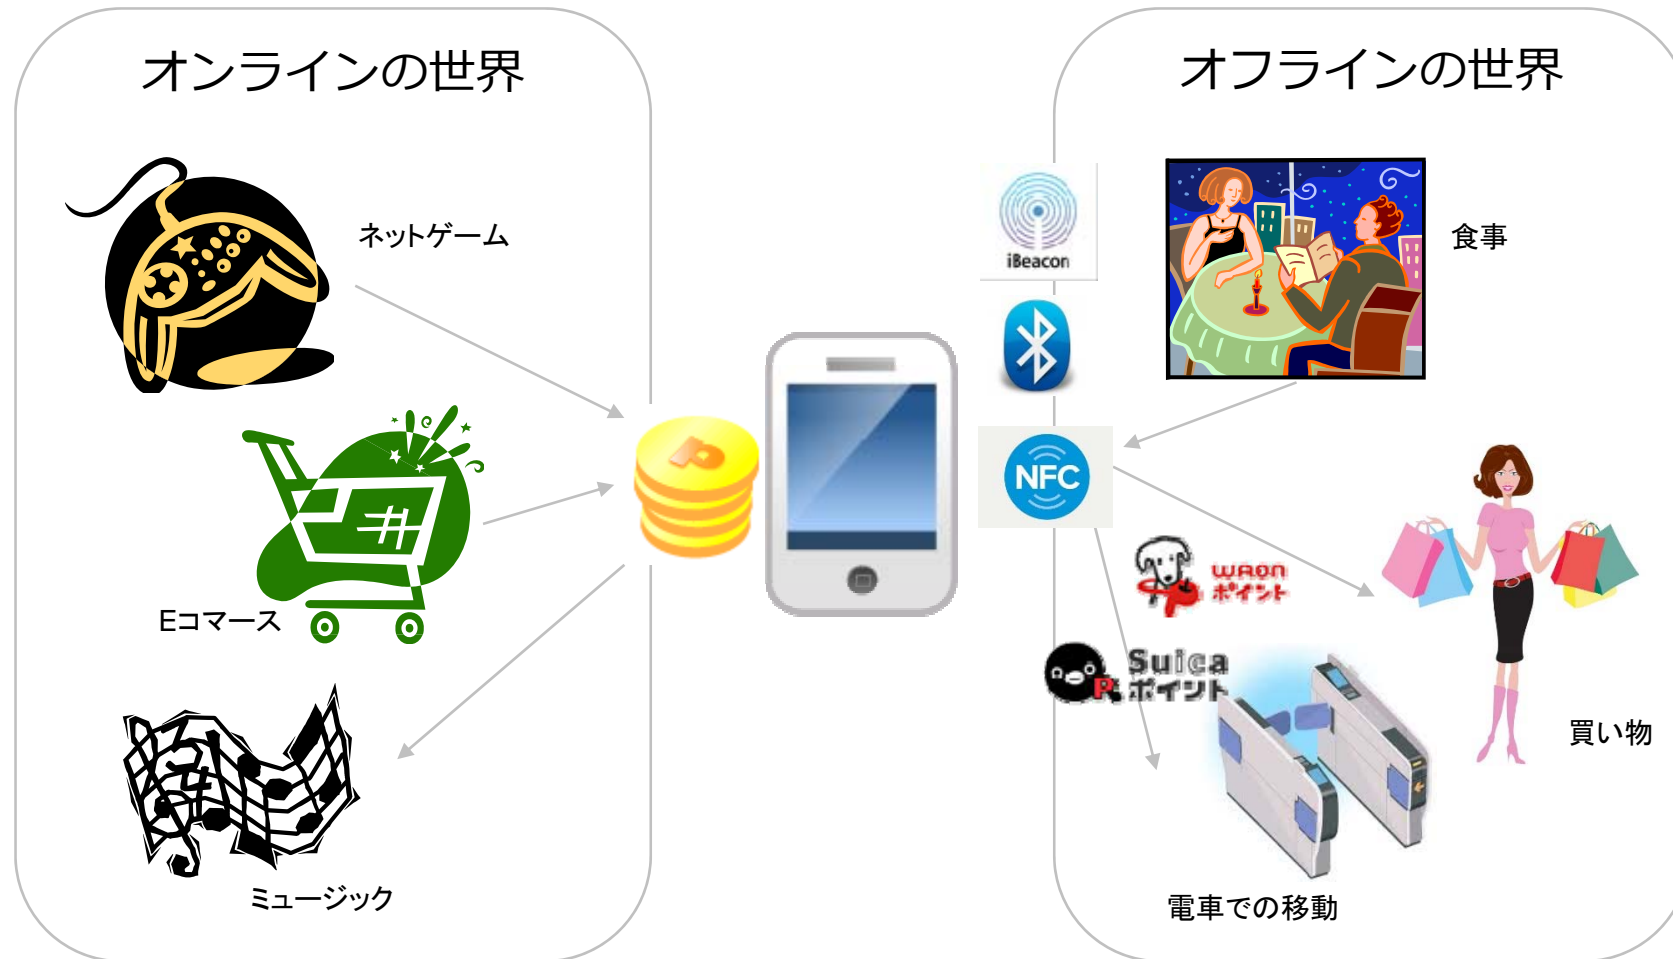 オンラインの世界
ネットゲーム
Eコマース
ミュージック
オフラインの世界
iBeacon
食事
NFC
WAON
ポイント
Suica
ポイント
買い物
電車での移動